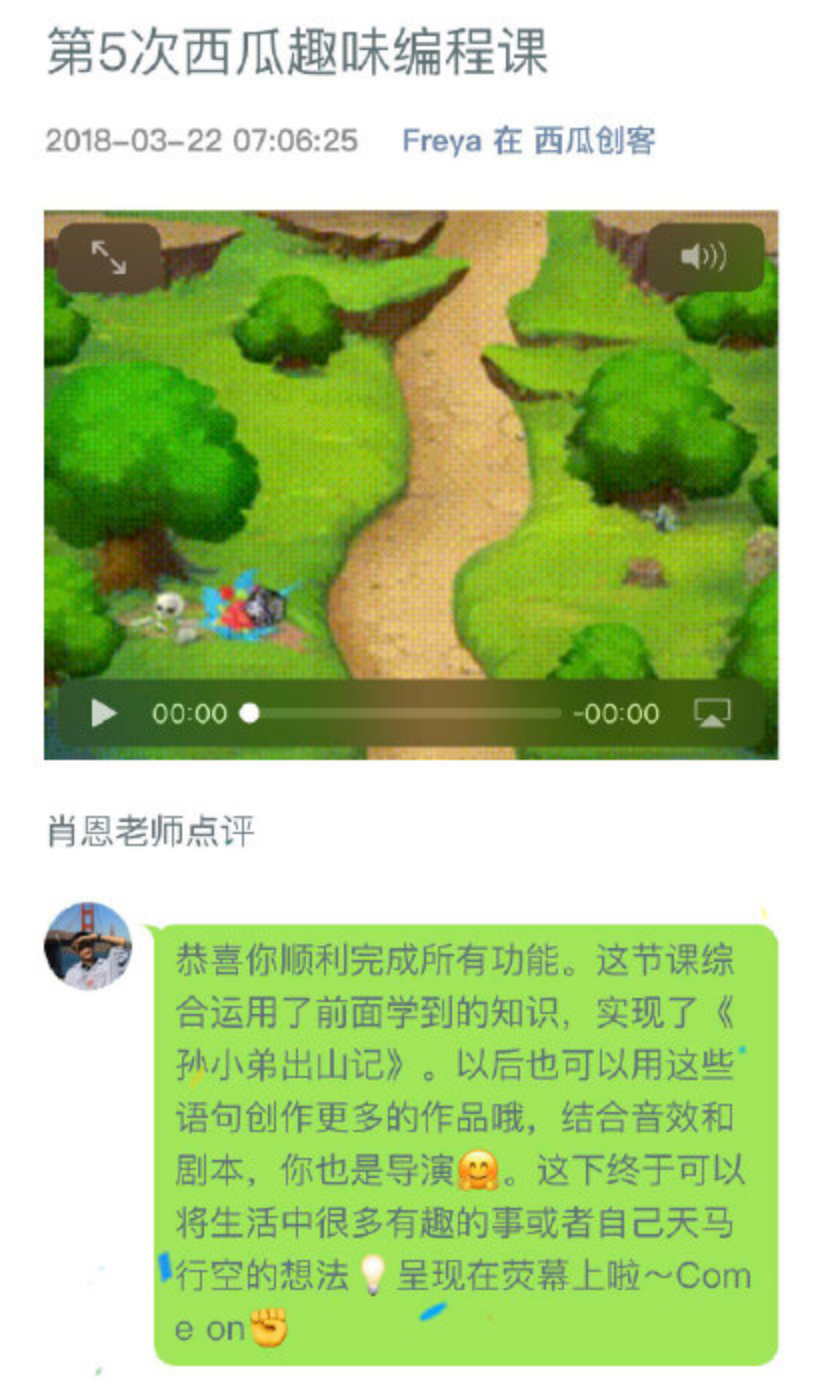 第5次西瓜趣味编程课
2018-03-22 07:06:25 Freya 在 西瓜创客
00:00 -00:00
肖恩老师点评
恭喜你顺利完成所有功能。这节课综
合运用了前面学到的知识，实现了《
孙小弟出山记》。以后也可以用这些
语句创作更多的作品哦，结合音效和
剧本，你也是导演🤗。这下终于可以
将生活中很多有趣的事或者自己天马
行空的想法💡呈现在荧幕上啦～Com
e on✊